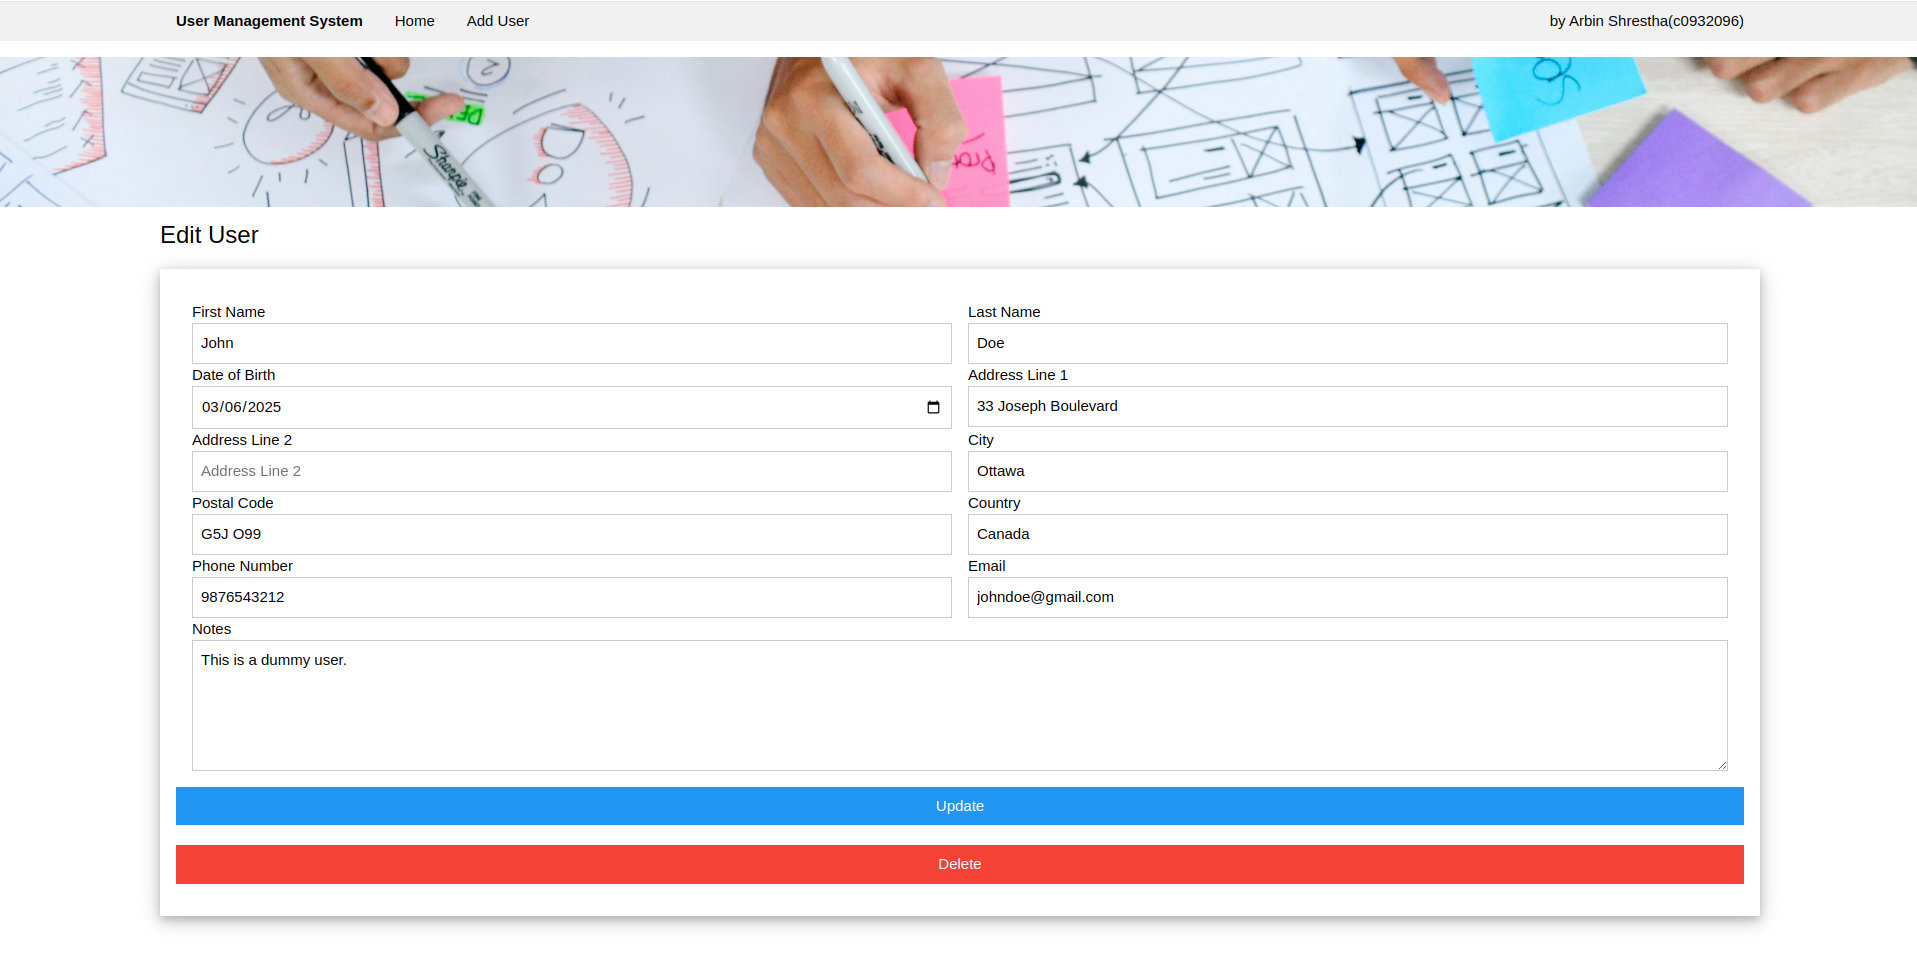 User Management System Home Add User by Arbin Shrestha(c0932096)
2
Sharpie
Edit User
First Name Last Name
John Doe
Date of Birth Address Line 1
03/06/2025 33 Joseph Boulevard
Address Line 2 City
Address Line 2 Ottawa
Postal Code Country
G5J O99 Canada
Phone Number Email
9876543212 johndoe@gmail.com
Notes
This is a dummy user.
Update
Delete